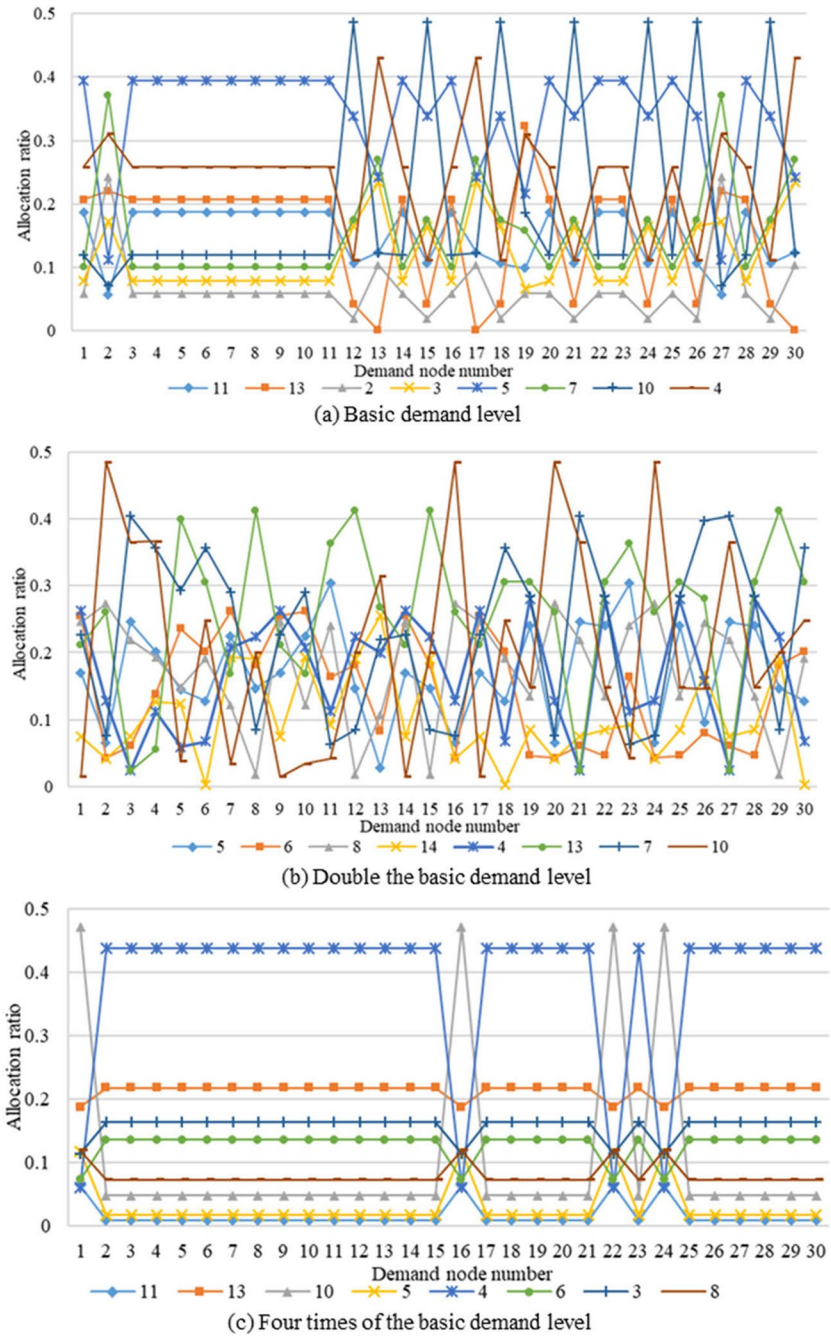 0.5
0.4
0.3
0.2
0.1
0
Allocation ratio
1 2 3 4 5 6 7 8 9 10 11 12 13 14 15 16 17 18 19 20 21 22 23 24 25 26 27 28 29 30
Demand node number
11 13 2 3 5 7 10 4
(a) Basic demand level
0.5
0.4
0.3
0.2
0.1
0
Allocation ratio
1 2 3 4 5 6 7 8 9 10 11 12 13 14 15 16 17 18 19 20 21 22 23 24 25 26 27 28 29 30
Demand node number
5 6 8 14 4 13 7 10
(b) Double the basic demand level
0.5
0.4
0.3
0.2
0.1
0
Allocation ratio
1 2 3 4 5 6 7 8 9 10 11 12 13 14 15 16 17 18 19 20 21 22 23 24 25 26 27 28 29 30
Demand node number
11 13 10 5 4 6 3 8
(c) Four times of the basic demand level